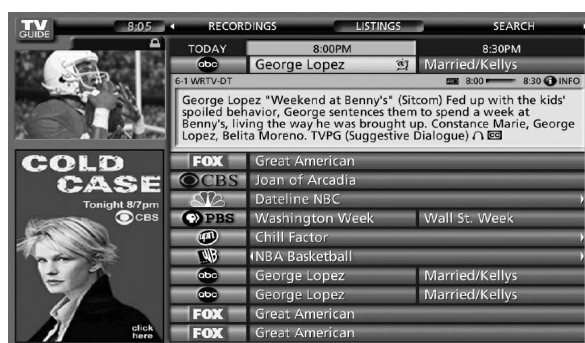 TV GUIDE 8:05 RECORDINGS LISTINGS SEARCH
TODAY 8:00PM 8:30PM
abc George Lopez Married/Kellys
6-1 WRTV-DT 8:00 8:30 INFO
George Lopez "Weekend at Benny's" (Sitcom) Fed up with the kids'
spoiled behavior, George sentences them to spend a week at
Benny's, living the way he was brought up. Constance Marie, George
Lopez, Belita Moreno. TVPG (Suggestive
Dialogue) CC
FOX Great American
CBS Joan of Arcadia
Dateline NBC
PBS Washington Week Wall St. Week
upn Chill Factor
WB NBA Basketball
abc George Lopez Married/Kellys
abc George Lopez Married/Kellys
FOX Great American
FOX Great American
COLD
CASE
Tonight 8/7pm
CBS
click
here